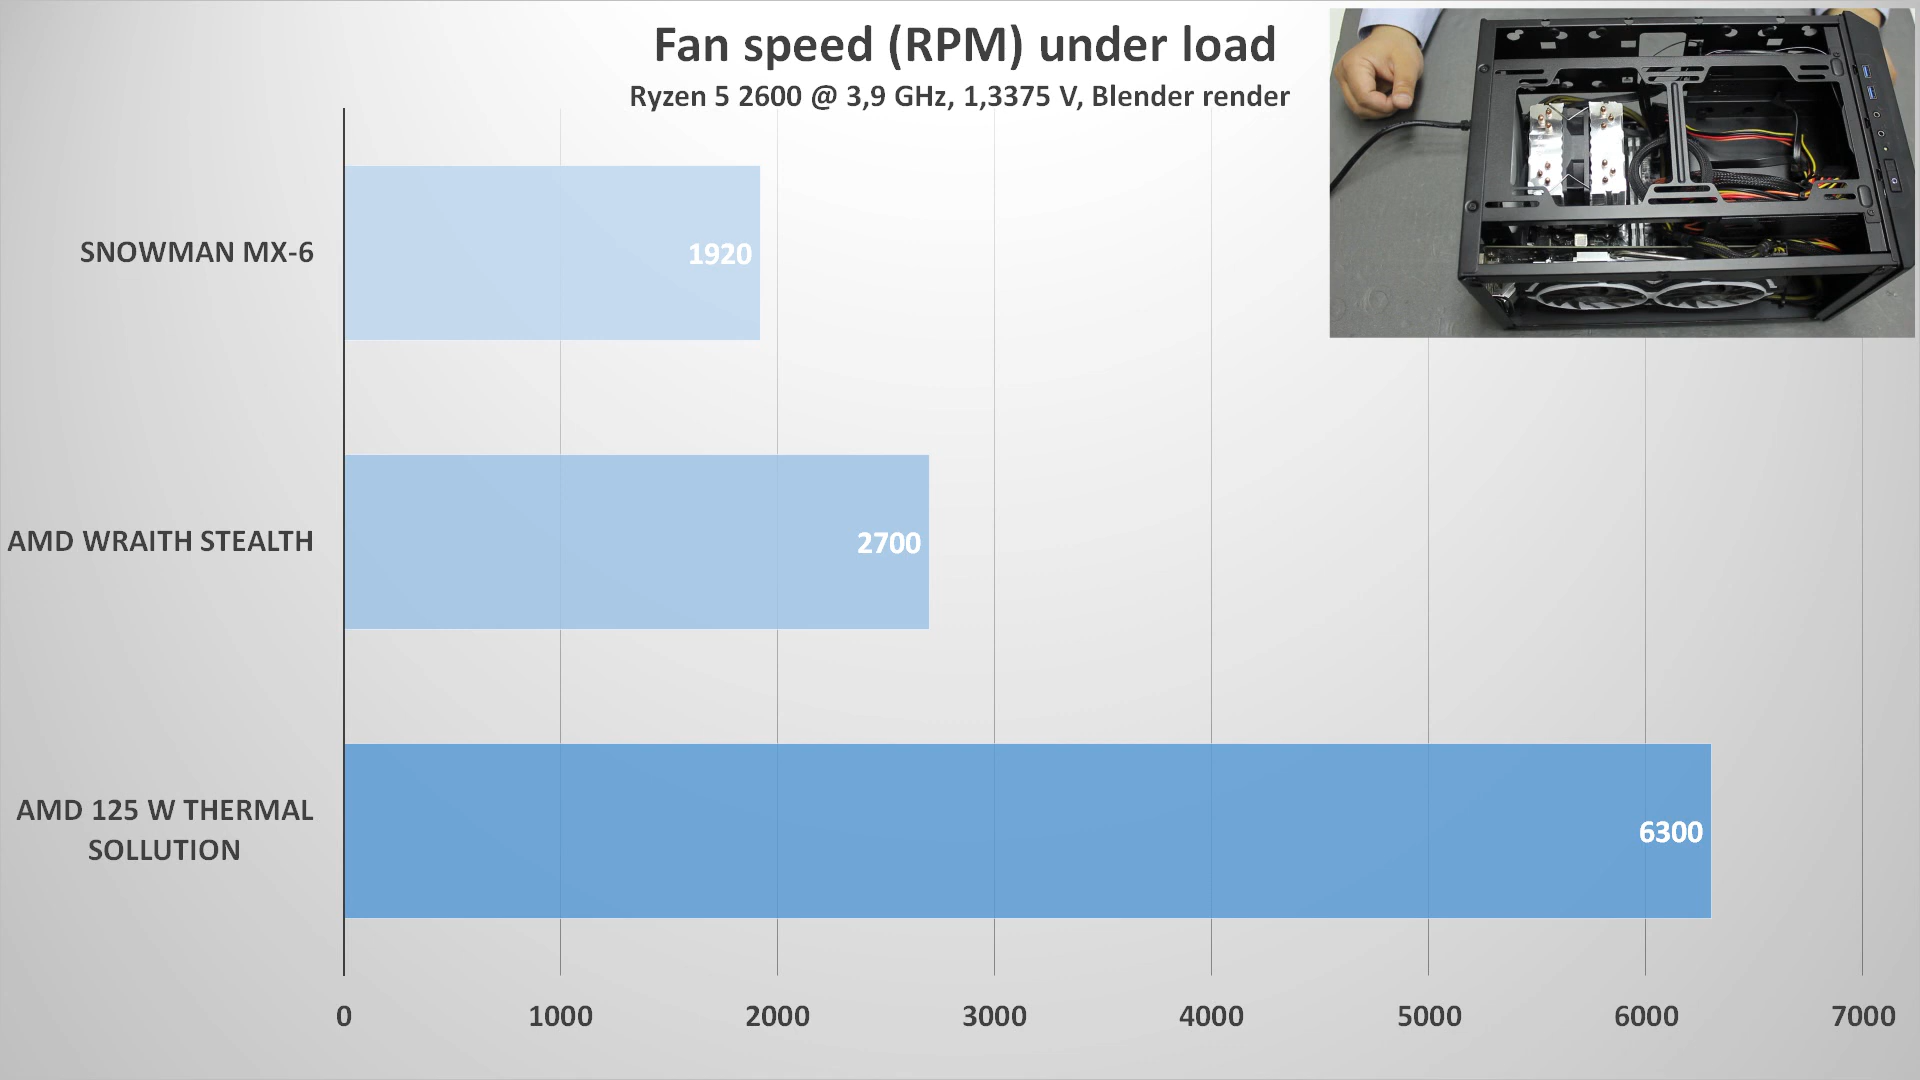 Fan speed (RPM) under load
Ryzen 5 2600 @ 3,9 GHz, 1,3375 V, Blender render
SNOWMAN MX-6
1920
AMD WRAITH STEALTH
2700
AMD 125 W THERMAL
SOLLUTION
6300
0 1000 2000 3000 4000 5000 6000 7000